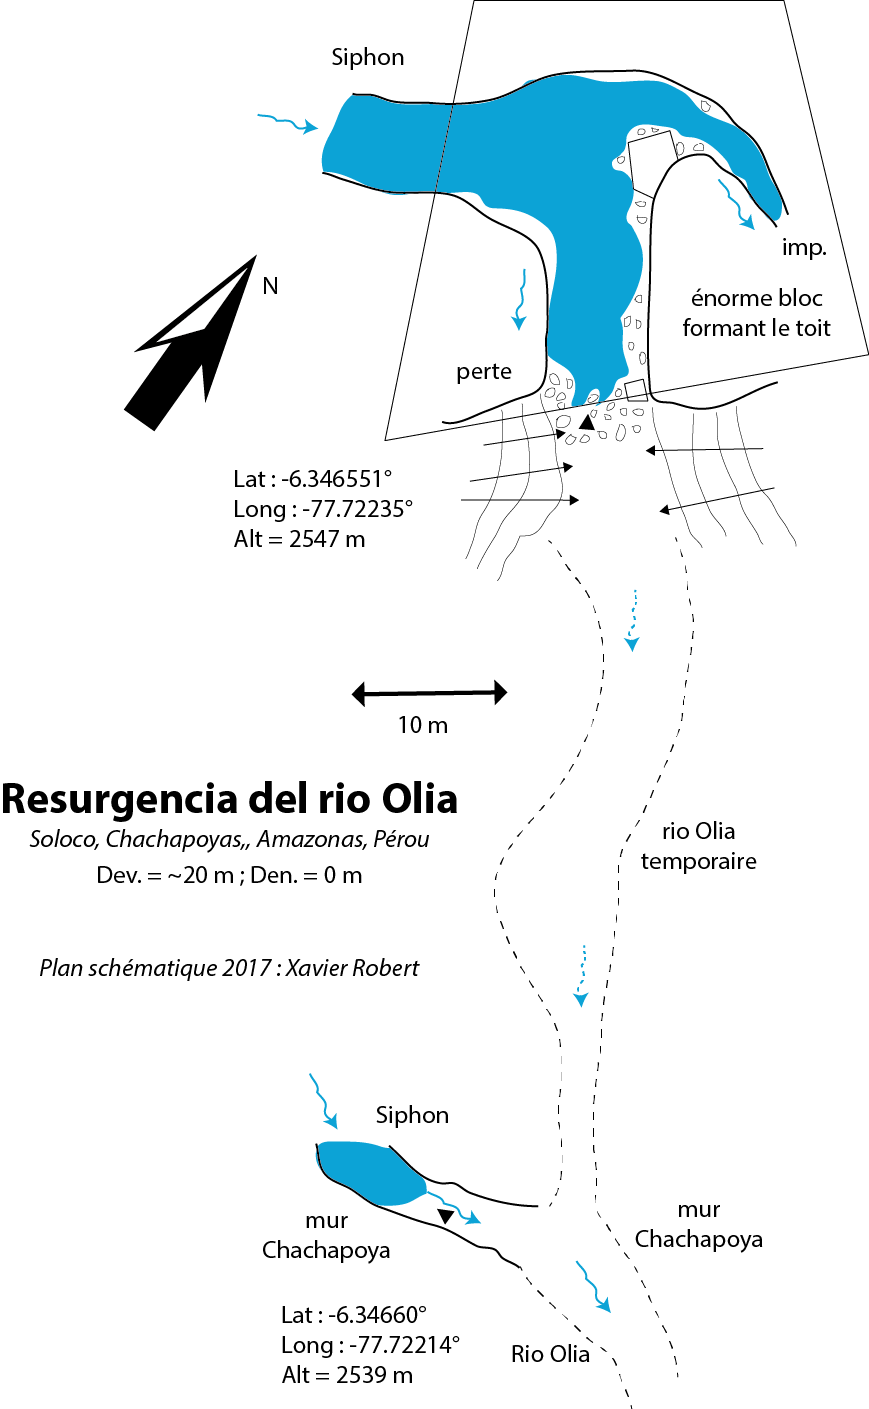 Siphon
N
imp.
énorme bloc
formant le toit
perte
Lat : -6.346551°
Long : -77.72235°
Alt = 2547 m
10 m
Resurgencia del rio Olia
Soloco, Chachapoyas,, Amazonas, Pérou
Dev. = ~20 m ; Den. = 0 m
rio Olia
temporaire
Plan schématique 2017 : Xavier Robert
Siphon
mur
Chachapoya
mur
Chachapoya
Lat : -6.34660°
Long : -77.72214°
Alt = 2539 m
Rio Olia